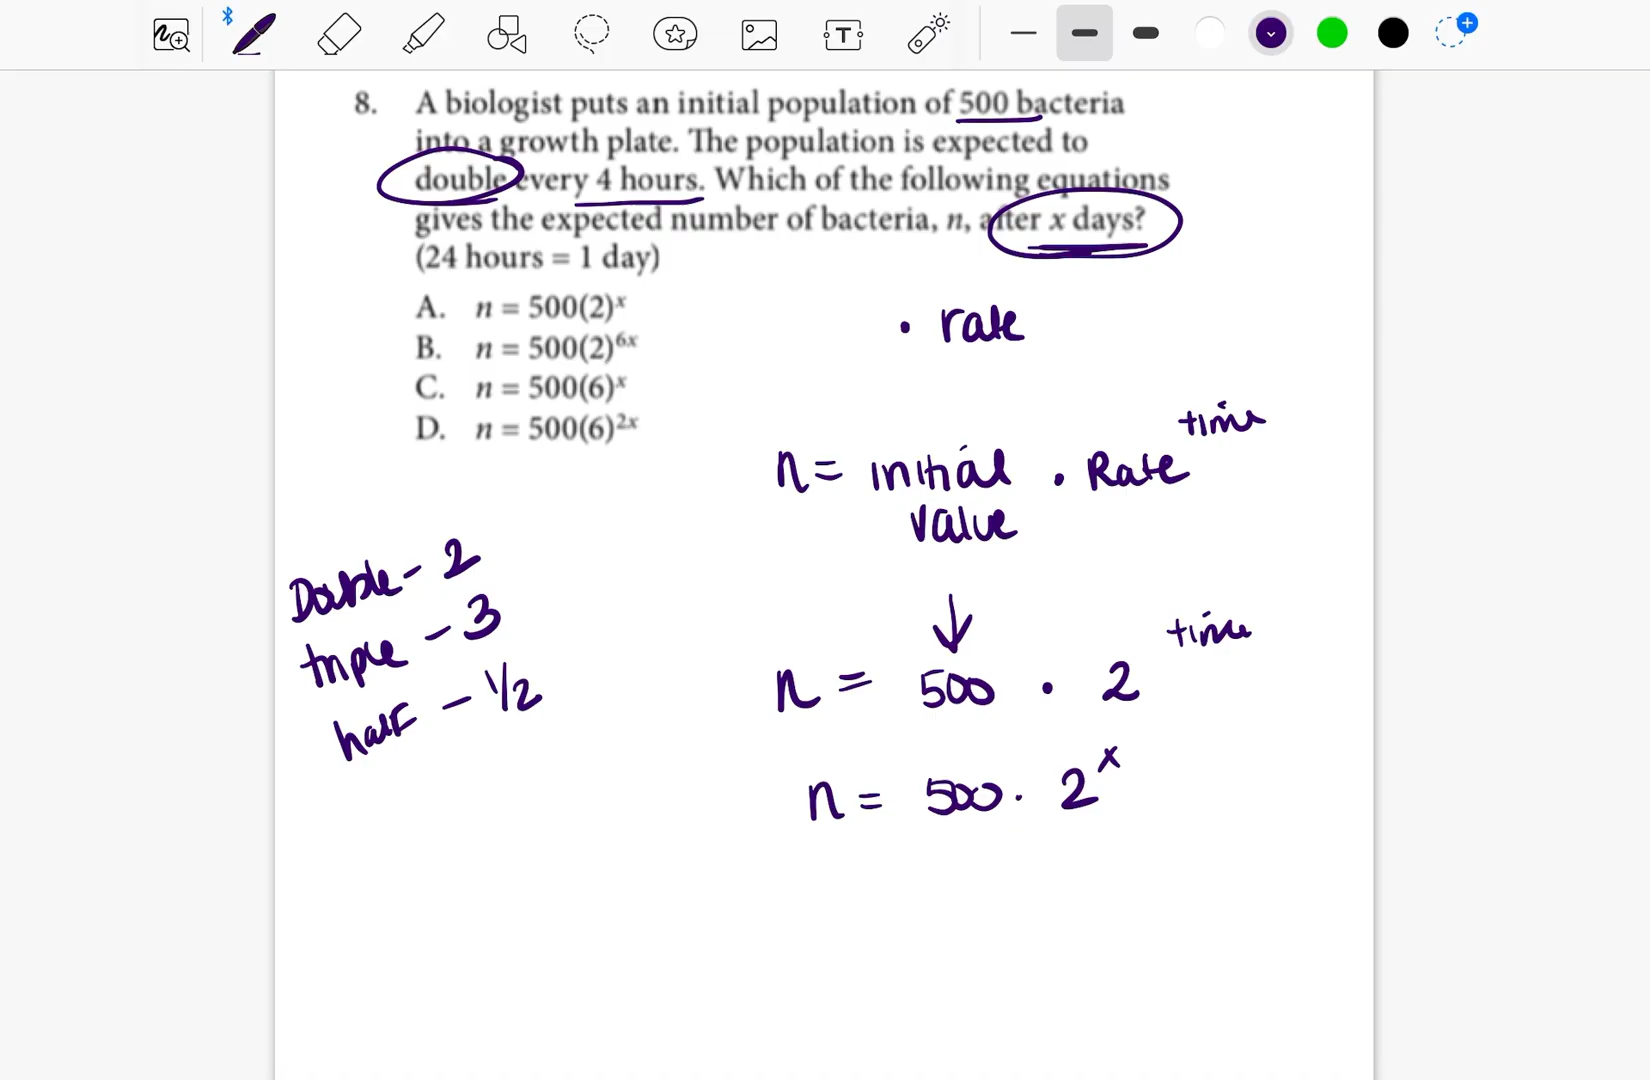 8. A biologist puts an initial population of 500 bacteria
into a growth plate. The population is expected to
double every 4 hours. Which of the following equations
gives the expected number of bacteria, n, after x days?
(24 hours = 1 day)
A. n = 500(2)ˣ
B. n = 500(2)⁶ˣ
C. n = 500(6)ˣ
D. n = 500(6)²ˣ
• rate
time
n = initial • Rate
value
Double - 2
triple - 3
half - 1/2
↓
time
n = 500 • 2
n = 500 · 2ˣ